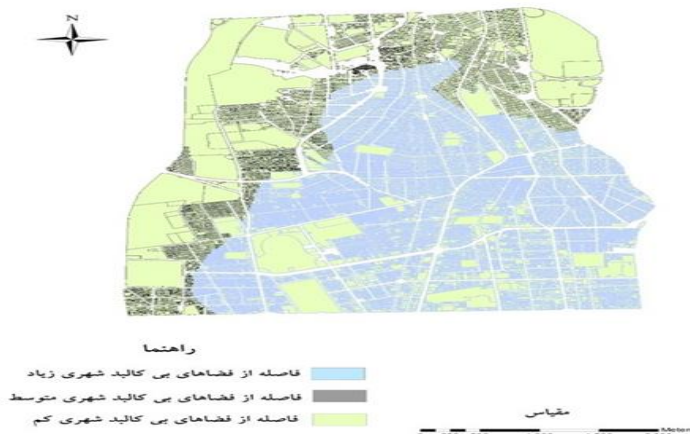 N
راهنما
فاصله از فضاهای بی کالبد شهری زیاد
فاصله از فضاهای بی کالبد شهری متوسط
فاصله از فضاهای بی کالبد شهری کم
مقیاس
Meters